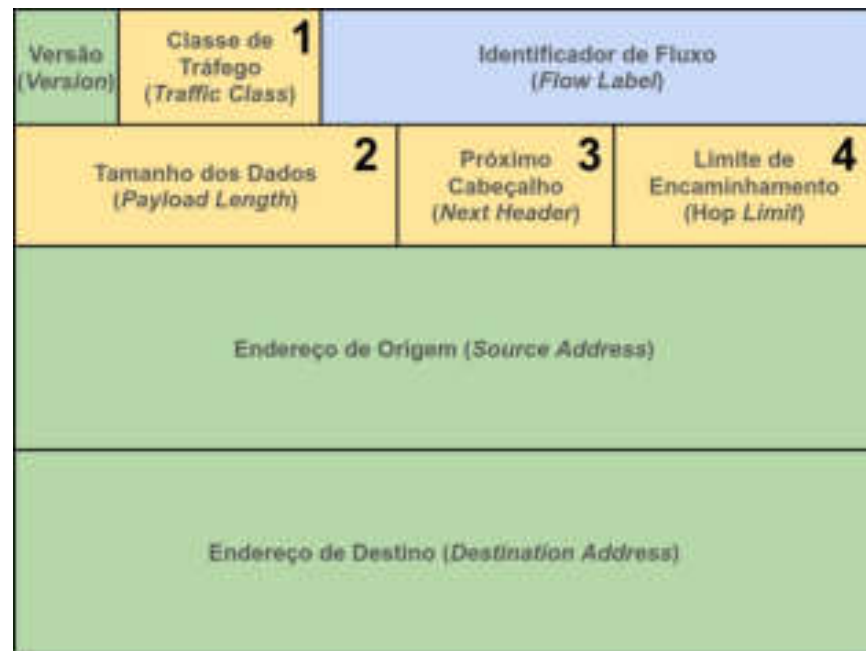 Versão
(Version)
Classe de 1
Tráfego
(Traffic Class)
Identificador de Fluxo
(Flow Label)
Tamanho dos Dados 2
(Payload Length)
Próximo 3
Cabeçalho
(Next Header)
Limite de 4
Encaminhamento
(Hop Limit)
Endereço de Origem (Source Address)
Endereço de Destino (Destination Address)